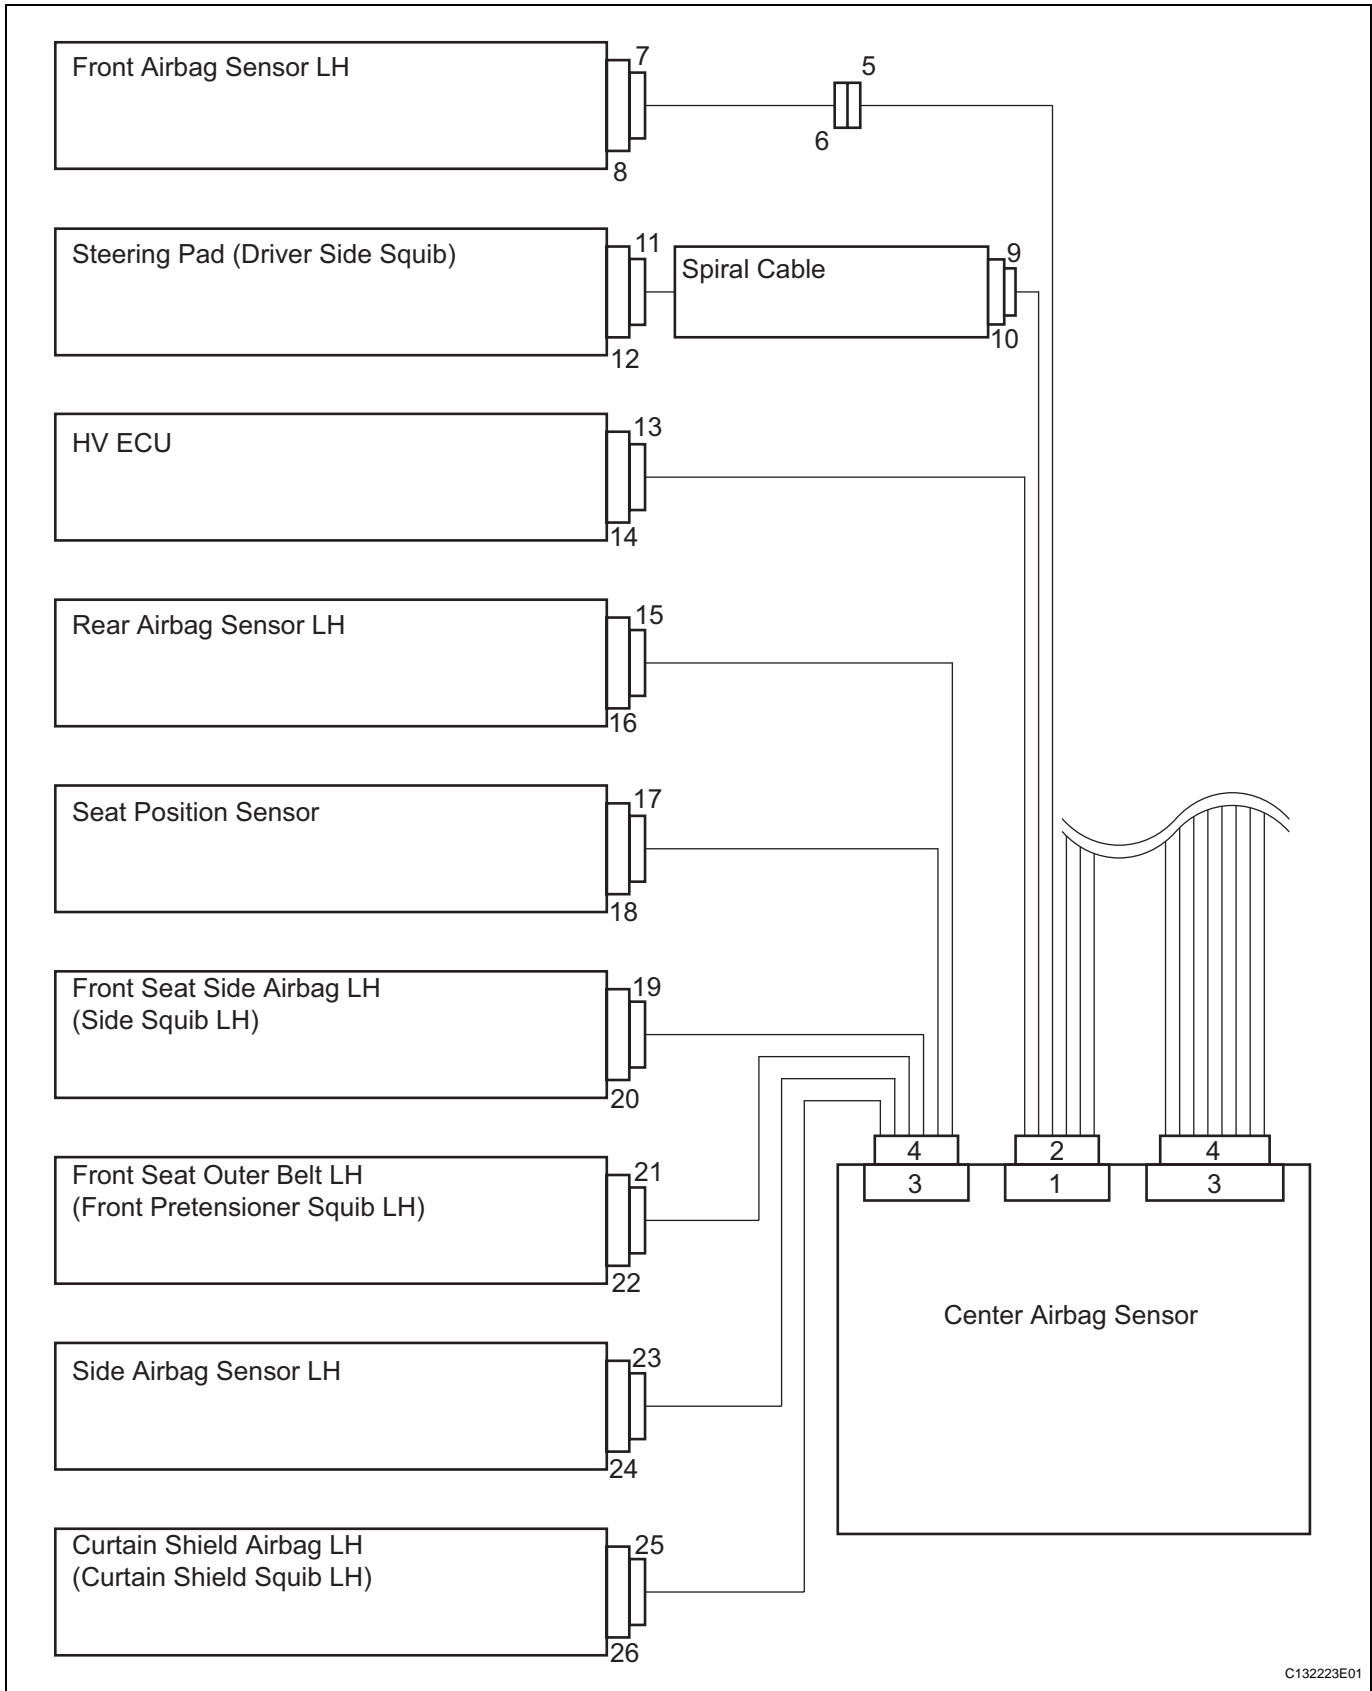 Front Airbag Sensor LH
7
8
5
6
Steering Pad (Driver Side Squib)
11
12
Spiral Cable
9
10
HV ECU
13
14
Rear Airbag Sensor LH
15
16
Seat Position Sensor
17
18
Front Seat Side Airbag LH
(Side Squib LH)
19
20
Front Seat Outer Belt LH
(Front Pretensioner Squib LH)
21
22
Side Airbag Sensor LH
23
24
Curtain Shield Airbag LH
(Curtain Shield Squib LH)
25
26
4
2
4
3
1
3
Center Airbag Sensor
C132223E01